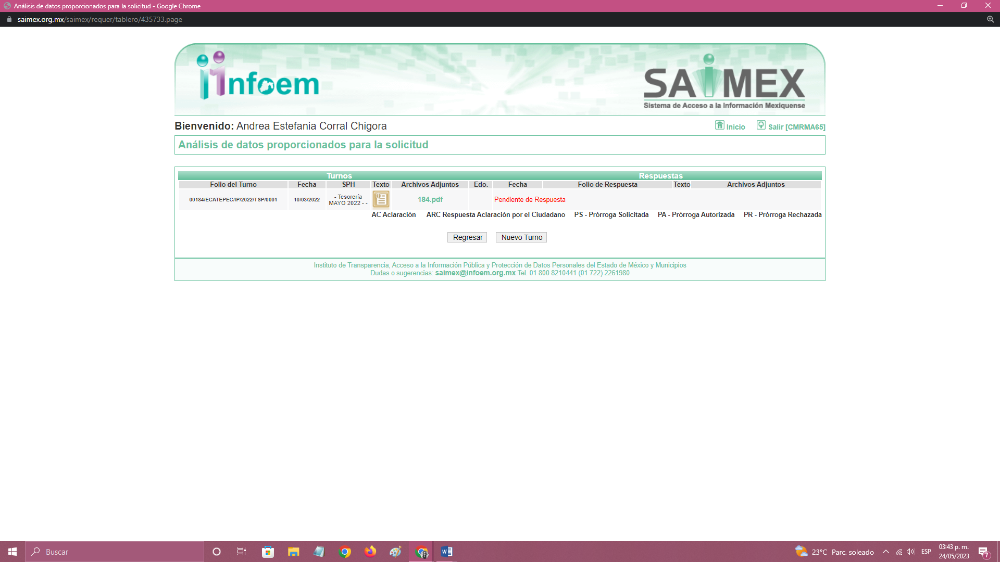 Análisis de datos proporcionados para la solicitud - Google Chrome
saimex.org.mx/saimex/requer/tablero/435733.page
infoem
SAIMEX
Sistema de Acceso a la Información Mexiquense
Bienvenido: Andrea Estefania Corral Chigora
Inicio Salir [CMRMA65]
Análisis de datos proporcionados para la solicitud
Turnos Respuestas
Folio del Turno Fecha SPH Texto Archivos Adjuntos Edo. Fecha Folio de Respuesta Texto Archivos Adjuntos
00184/ECATEPEC/IP/2022/TSP/0001 10/03/2022 - Tesorería MAYO 2022 - - 184.pdf Pendiente de Respuesta
AC Aclaración ARC Respuesta Aclaración por el Ciudadano PS - Prórroga Solicitada PA - Prórroga Autorizada PR - Prórroga Rechazada
Regresar Nuevo Turno
Instituto de Transparencia, Acceso a la Información Pública y Protección de Datos Personales del Estado de México y Municipios
Dudas o sugerencias: saimex@infoem.org.mx Tel. 01 800 8210441 (01 722) 2261980
Buscar
23°C Parc. soleado
ESP
03:43 p. m.
24/05/2023
7